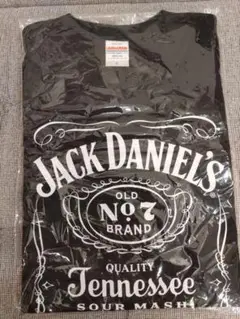 JACK DANIEL'S
OLD
No 7
BRAND
QUALITY
Tennessee
SOUR MASH